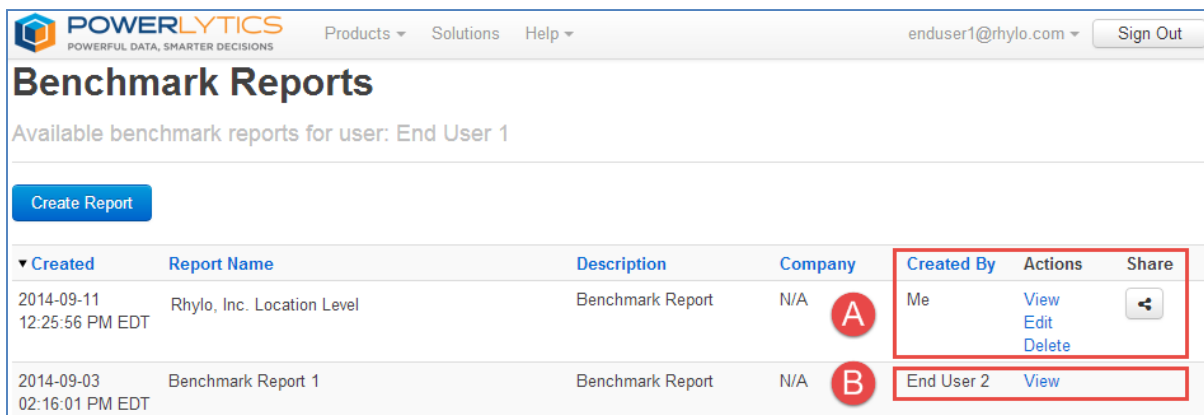 POWERLYTICS
POWERFUL DATA, SMARTER DECISIONS
Products Solutions Help enduser1@rhylo.com Sign Out
Benchmark Reports
Available benchmark reports for user: End User 1
Create Report
Created Report Name Description Company Created By Actions Share
2014-09-11 Rhylo, Inc. Location Level Benchmark Report N/A A Me View
12:25:56 PM EDT Edit
Delete
2014-09-03 Benchmark Report 1 Benchmark Report N/A B End User 2 View
02:16:01 PM EDT